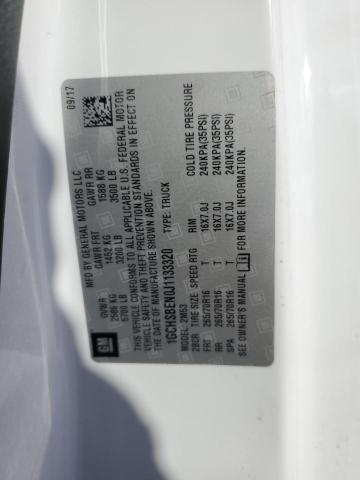 09/17
MFD BY GENERAL MOTORS LLC
GVWR GAWR FRT GAWR RR
2586 KG 1452 KG 1588 KG
5700 LB 3200 LB 3500 LB
THIS VEHICLE CONFORMS TO ALL APPLICABLE U.S. FEDERAL MOTOR
VEHICLE SAFETY AND THEFT PREVENTION STANDARDS IN EFFECT ON
THE DATE OF MANUFACTURE SHOWN ABOVE.
1GCHSBEN0J1133320 TYPE: TRUCK
MODEL: 2M53
2BCR TIRE SIZE SPEED RTG RIM COLD TIRE PRESSURE
FRT 265/70R16 T 16X7.0J 240KPA(35PSI)
RR 265/70R16 T 16X7.0J 240KPA(35PSI)
SPA 265/70R16 T 16X7.0J 240KPA(35PSI)
SEE OWNER'S MANUAL FOR MORE INFORMATION.
GM